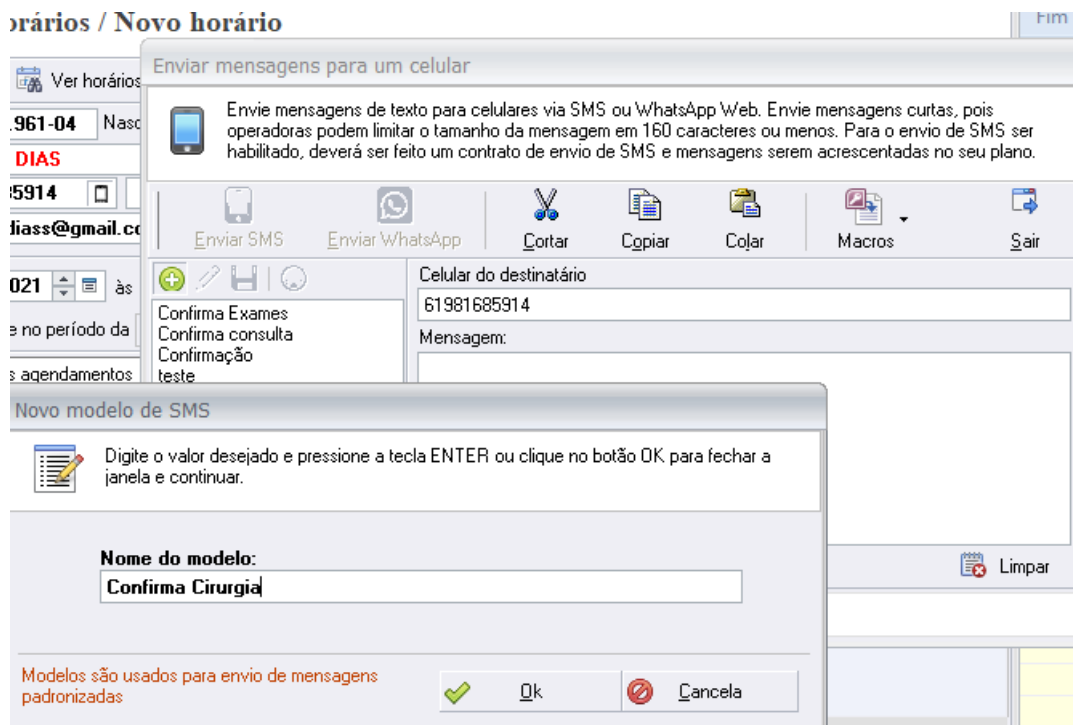 orários / Novo horário
Fim
Enviar mensagens para um celular
Ver horários
.961-04 Nasc
Envie mensagens de texto para celulares via SMS ou WhatsApp Web. Envie mensagens curtas, pois
operadoras podem limitar o tamanho da mensagem em 160 caracteres ou menos. Para o envio de SMS ser
habilitado, deverá ser feito um contrato de envio de SMS e mensagens serem acrescentadas no seu plano.
DIAS
85914
diass@gmail.co
Enviar SMS Enviar WhatsApp Cortar Copiar Colar Macros Sair
021 às
Celular do destinatário
61981685914
Confirma Exames
Confirma consulta
Confirmação
teste
e no período da
Mensagem:
s agendamentos
Novo modelo de SMS
Digite o valor desejado e pressione a tecla ENTER ou clique no botão OK para fechar a
janela e continuar.
Nome do modelo:
Confirma Cirurgia
Limpar
Modelos são usados para envio de mensagens
padronizadas
Ok Cancela